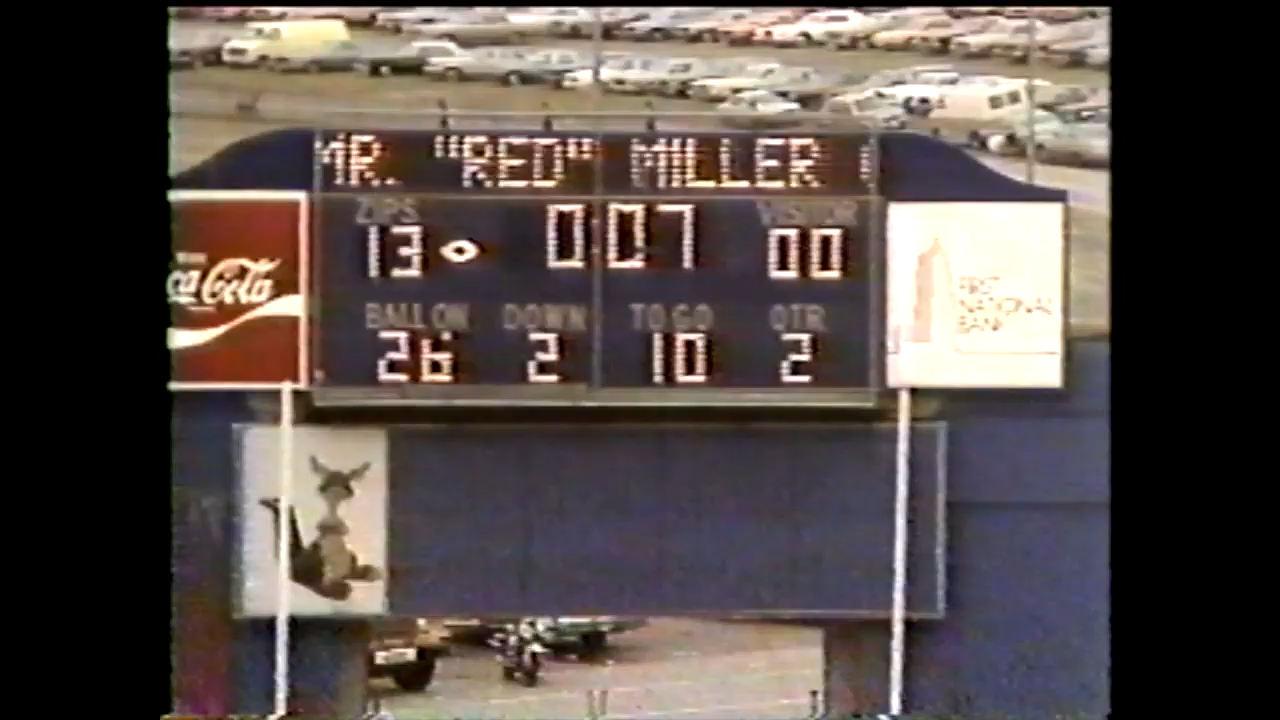 MR. "RED" MILLER
ZIPS
VISITOR
13
0:07
00
BALL ON
DOWN
TO GO
QTR
26
2
10
2
ca Cola
FIRST
NATIONAL
BANK